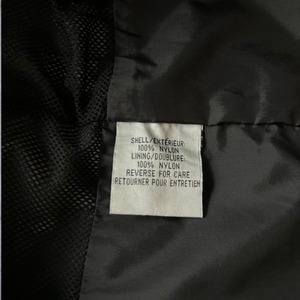 SHELL/EXTÉRIEUR
100% NYLON
LINING/DOUBLURE:
100% NYLON
REVERSE FOR CARE
RETOURNER POUR ENTRETIEN